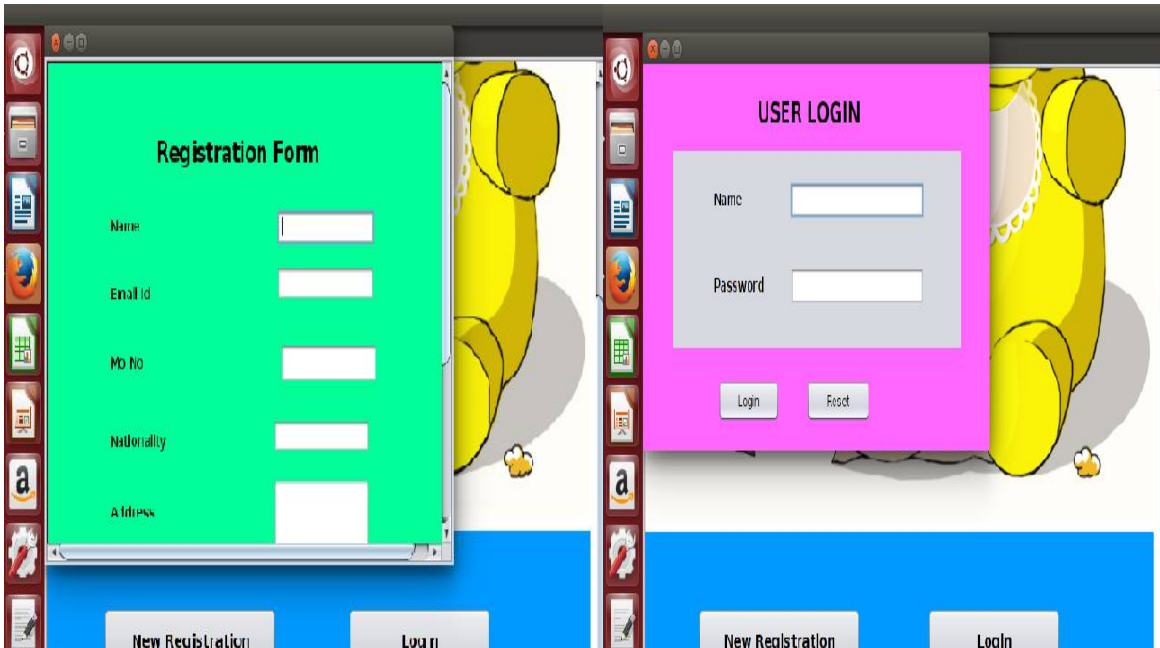 Registration Form
Name
Email Id
Mo No
Nationality
Address
New Registration
Login
USER LOGIN
Name
Password
Login
Reset
New Registration
Login
a
a